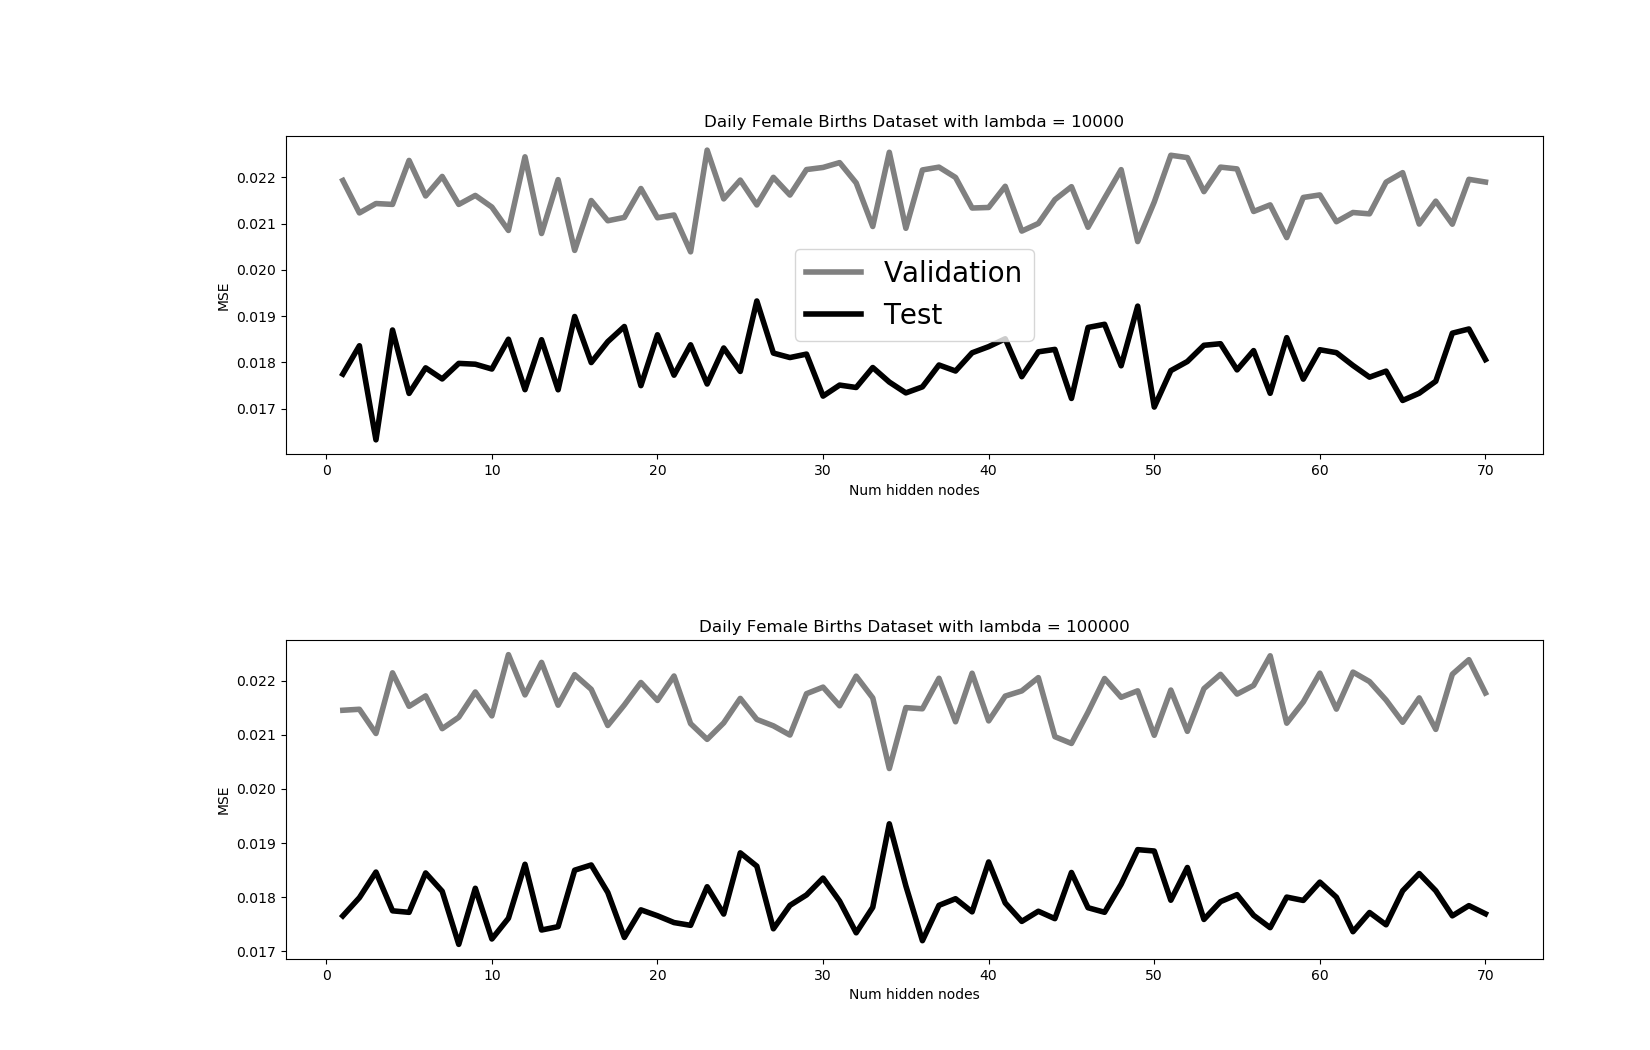 Daily Female Births Dataset with lambda = 10000
0.022
0.021
0.020
0.019
0.018
0.017
MSE
Validation
Test
0 10 20 30 40 50 60 70
Num hidden nodes
Daily Female Births Dataset with lambda = 100000
0.022
0.021
0.020
0.019
0.018
0.017
MSE
0 10 20 30 40 50 60 70
Num hidden nodes